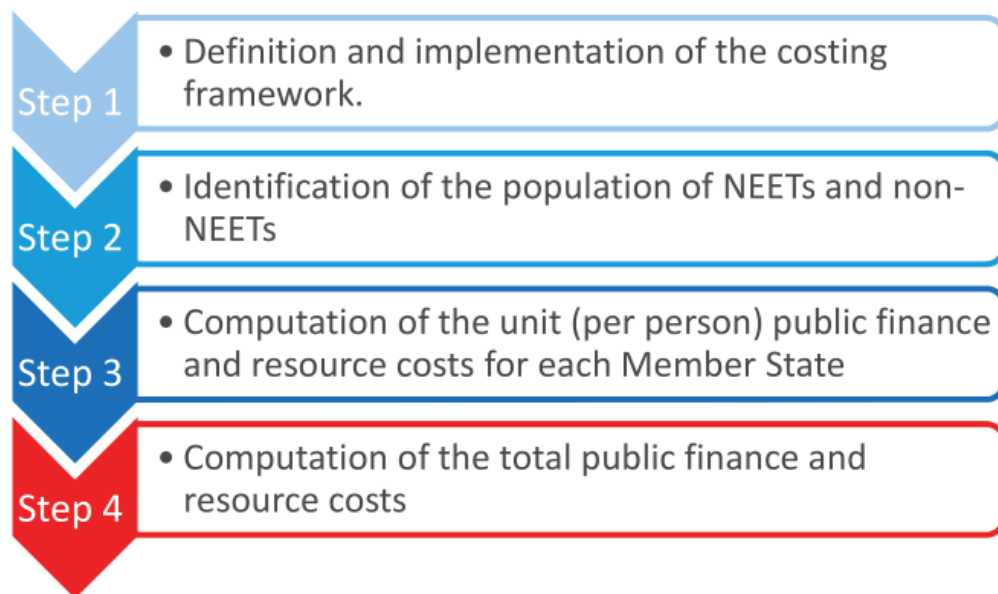 Step 1
• Definition and implementation of the costing
framework.
Step 2
• Identification of the population of NEETs and non-
NEETs
Step 3
• Computation of the unit (per person) public finance
and resource costs for each Member State
Step 4
• Computation of the total public finance and
resource costs